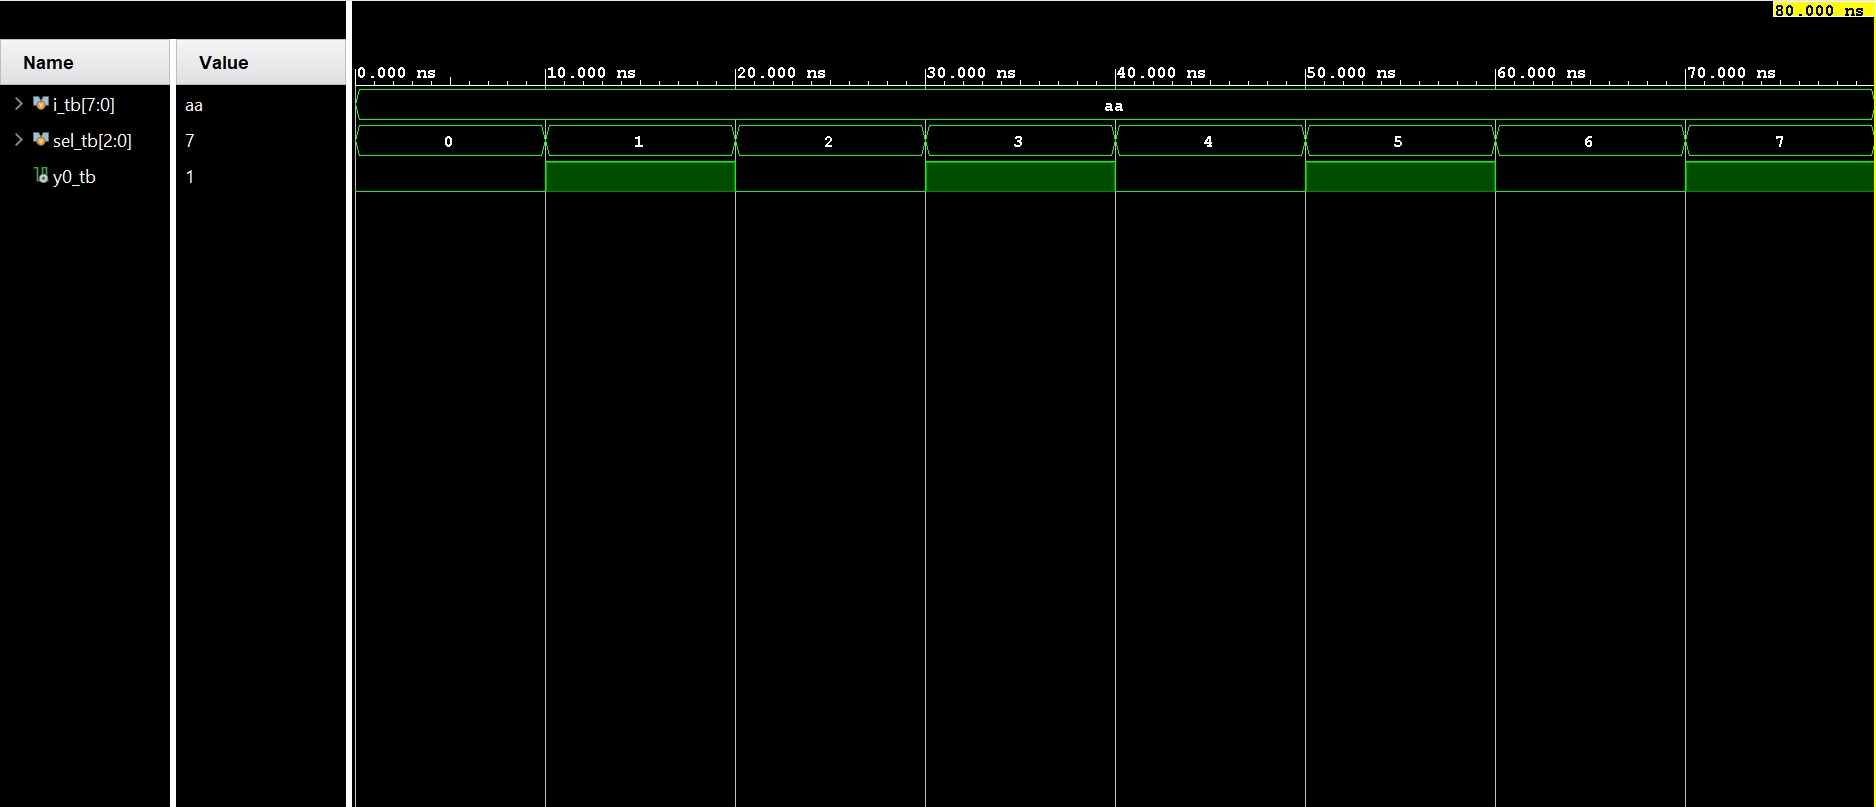 80.000 ns
Name Value
0.000 ns 10.000 ns 20.000 ns 30.000 ns 40.000 ns 50.000 ns 60.000 ns 70.000 ns
i_tb[7:0] aa aa
sel_tb[2:0] 7 0 1 2 3 4 5 6 7
y0_tb 1